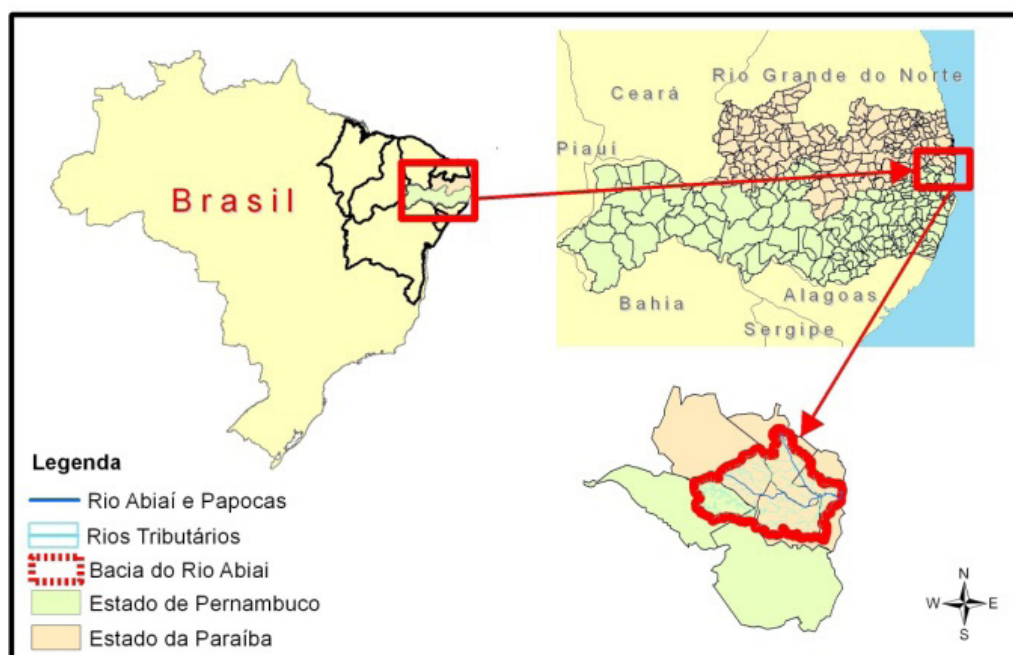 Brasil
Rio Grande do Norte
Ceará
Piauí
Bahia
Alagoas
Sergipe
Legenda
Rio Abiaí e Papocas
Rios Tributários
Bacia do Rio Abiai
Estado de Pernambuco
Estado da Paraíba
N
W E
S